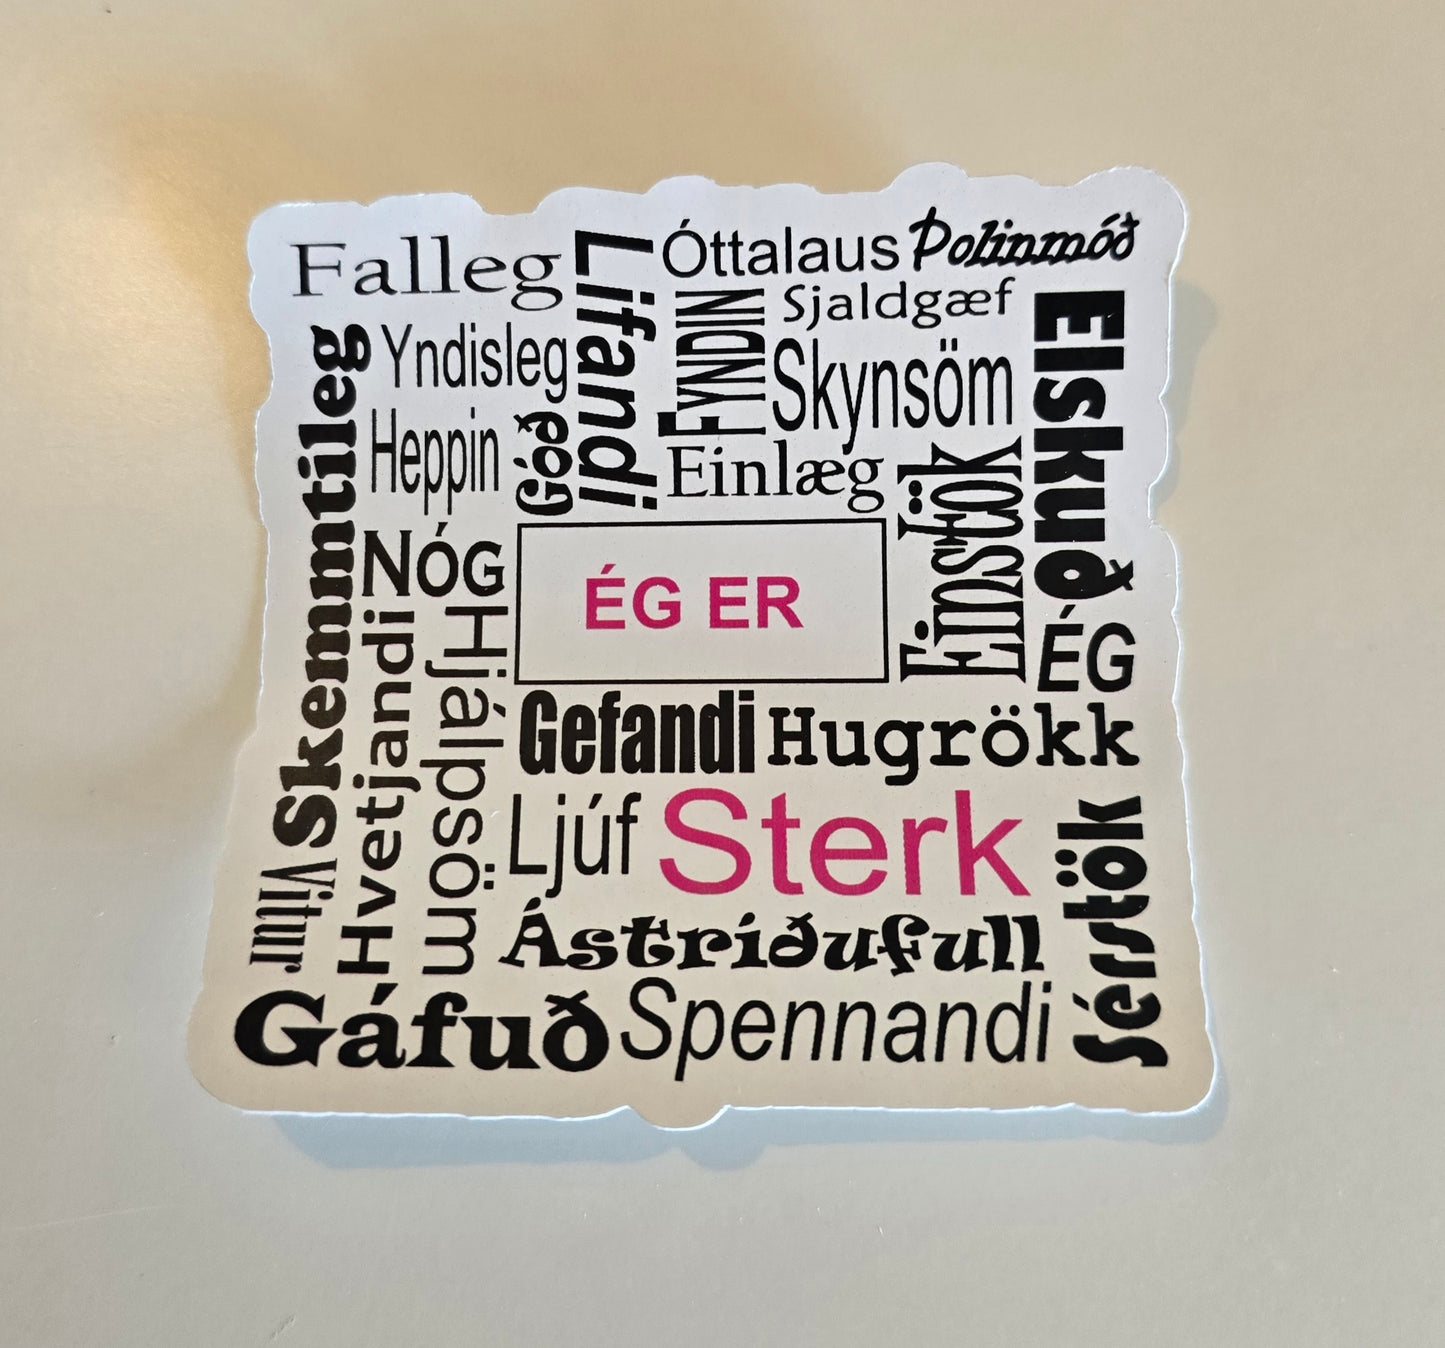 Falleg
Lifandi
Óttalaus
Þolinmóð
Sjaldgæf
FYNDIN
Skynsöm
Elskuð
Skemmtileg
Yndisleg
Heppin
Góð
Einlæg
Einstök
NÓG
ÉG ER
ÉG
Hvetjandi
Hjálpsöm
Gefandi
Hugrökk
Ljúf
Sterk
Sérstök
Vitur
Ástríðufull
Gáfuð
Spennandi